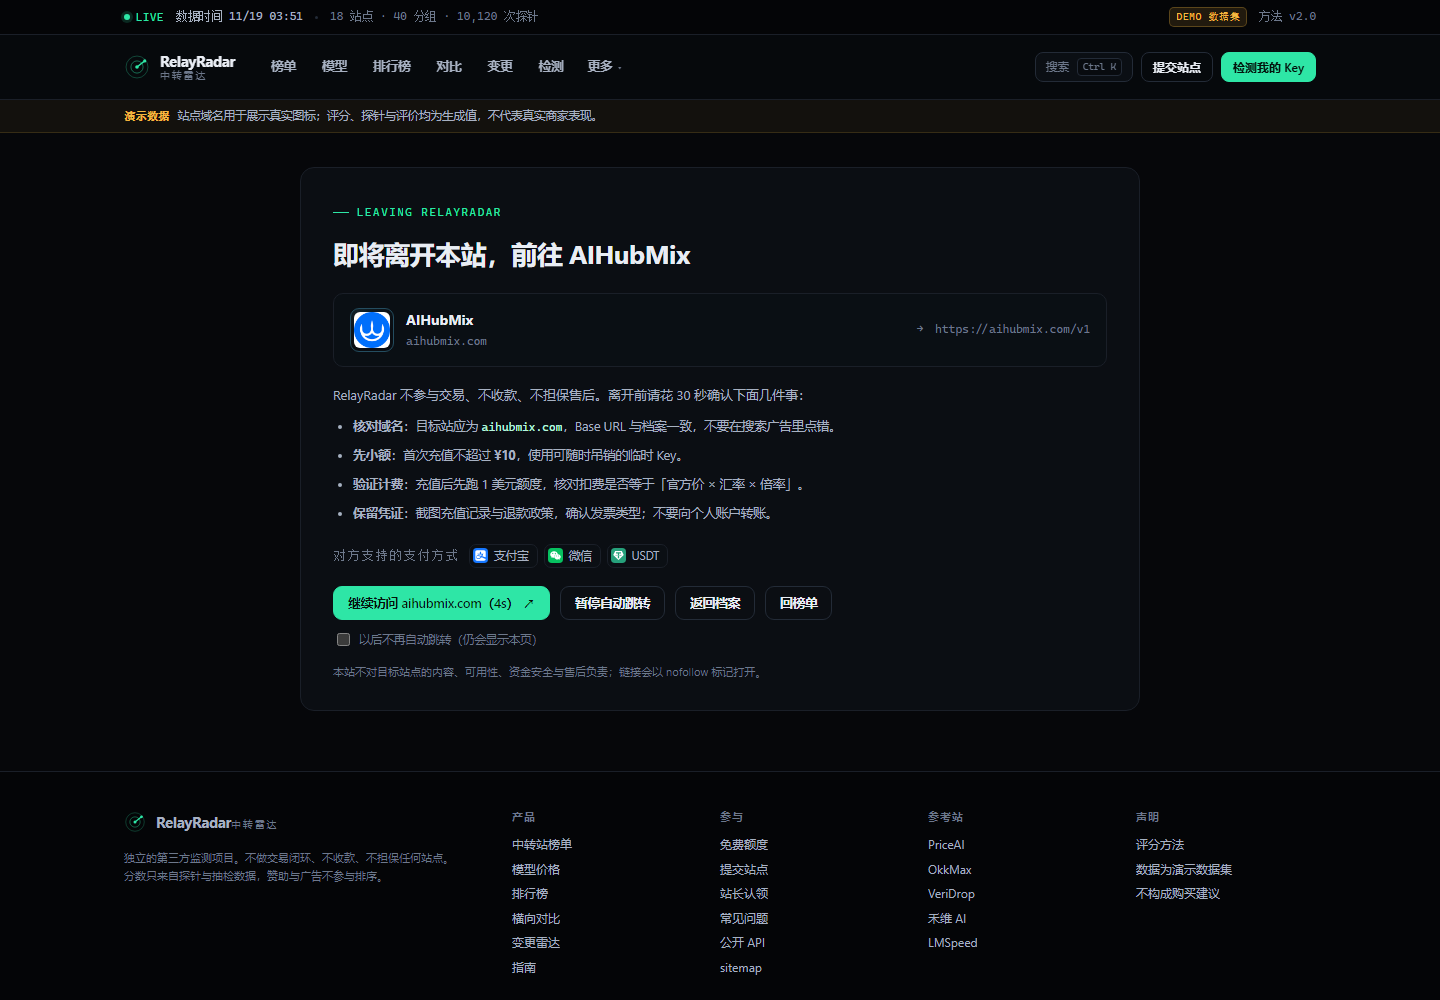 LIVE 数据时间 11/19 03:51 · 18 站点 · 40 分组 · 10,120 次探针 DEMO 数据集 方法 v2.0
RelayRadar 中转雷达 榜单 模型 排行榜 对比 变更 检测 更多 搜索 Ctrl K 提交站点 检测我的 Key
演示数据 站点域名用于展示真实图标；评分、探针与评价均为生成值，不代表真实商家表现。
LEAVING RELAYRADAR
即将离开本站，前往 AIHubMix
AIHubMix
aihubmix.com
→ https://aihubmix.com/v1
RelayRadar 不参与交易、不收款、不担保售后。离开前请花 30 秒确认下面几件事：
• 核对域名：目标站应为 aihubmix.com，Base URL 与档案一致，不要在搜索广告里点错。
• 先小额：首次充值不超过 ¥10，使用可随时吊销的临时 Key。
• 验证计费：充值后先跑 1 美元额度，核对扣费是否等于「官方价 × 汇率 × 倍率」。
• 保留凭证：截图充值记录与退款政策，确认发票类型；不要向个人账户转账。
对方支持的支付方式 支付宝 微信 USDT
继续访问 aihubmix.com（4s） ↗ 暂停自动跳转 返回档案 回榜单
以后不再自动跳转（仍会显示本页）
本站不对目标站点的内容、可用性、资金安全与售后负责；链接会以 nofollow 标记打开。
RelayRadar中转雷达
独立的第三方监测项目。不做交易闭环、不收款、不担保任何站点。
分数只来自探针与抽检数据，赞助与广告不参与排序。
产品
中转站榜单
模型价格
排行榜
横向对比
变更雷达
指南
参与
免费额度
提交站点
站长认领
常见问题
公开 API
sitemap
参考站
PriceAI
OkkMax
VeriDrop
禾维 AI
LMSpeed
声明
评分方法
数据为演示数据集
不构成购买建议